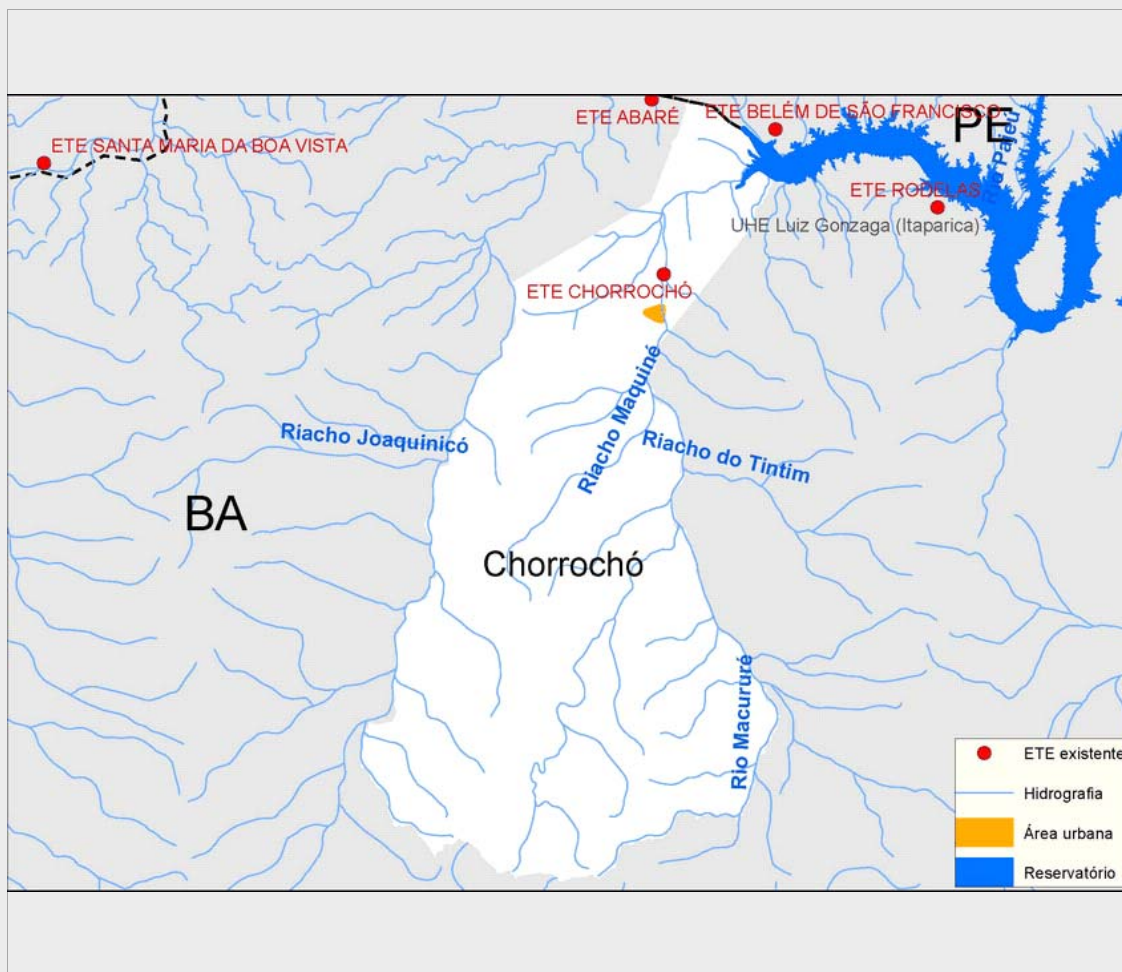 ETE ABARÉ
ETE BELÉM DE SÃO FRANCISCO
PE
ETE SANTA MARIA DA BOA VISTA
Rio Pajeú
ETE RODELAS
UHE Luiz Gonzaga (Itaparica)
ETE CHORROCHÓ
Riacho Maquiné
Riacho Joaquinicó
Riacho do Tintim
BA
Chorrochó
Rio Macururé
ETE existente
Hidrografia
Área urbana
Reservatório